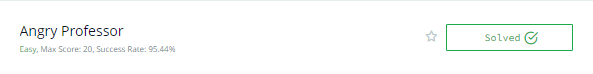 Angry Professor
Solved
Easy, Max Score: 20, Success Rate: 95.44%